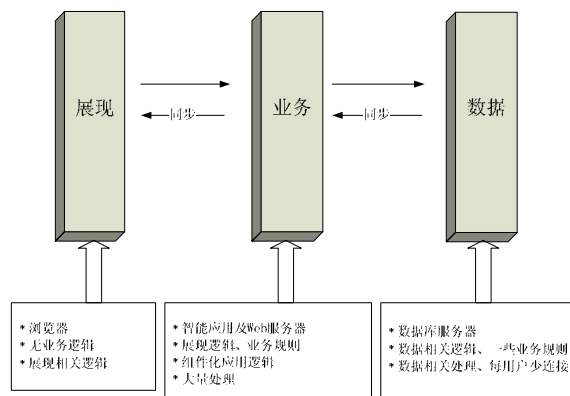 展现
业务
数据
同步
同步
* 浏览器
* 无业务逻辑
* 展现相关逻辑
* 智能应用及Web服务器
* 展现逻辑、业务规则
* 组件化应用逻辑
* 大量处理
* 数据库服务器
* 数据相关逻辑、一些业务规则
* 数据相关处理、每用户少连接